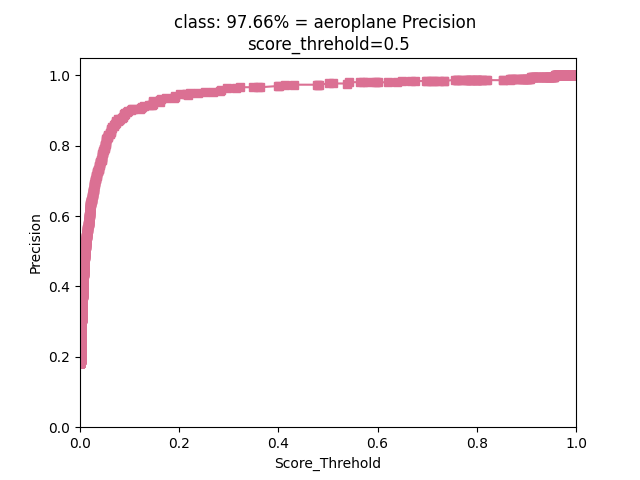 class: 97.66% = aeroplane Precision
score_threhold=0.5
1.0
0.8
0.6
0.4
0.2
0.0
Precision
0.0 0.2 0.4 0.6 0.8 1.0
Score_Threhold